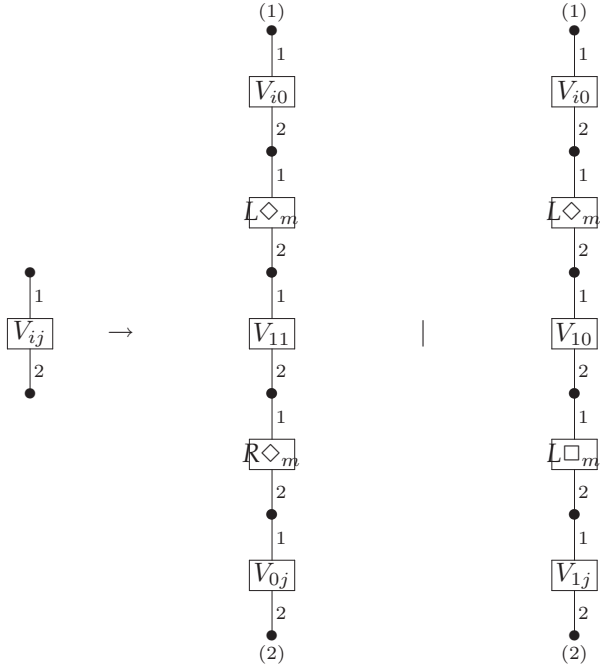 (1) (1)
1 1
V_{i0} V_{i0}
2 2
1 1
L◇_m L◇_m
2 2
1 1 1
V_{ij} → V_{11} | V_{10}
2 2 2
1 1
R◇_m L□_m
2 2
1 1
V_{0j} V_{1j}
2 2
(2) (2)